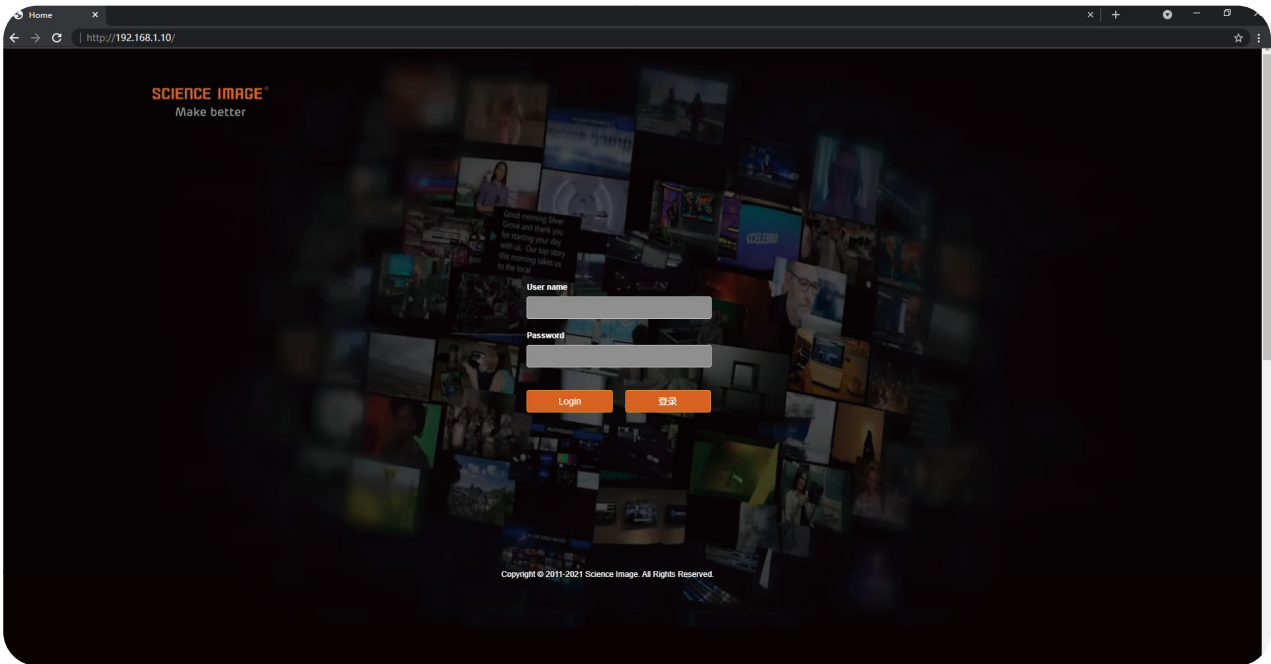 Home
http://192.168.1.10/
SCIENCE IMAGE®
Make better
Good morning Silver
Grove and thank you
for starting your day
with us. Our top story
this morning takes us
to the local
User name
Password
Login
登录
Copyright © 2011-2021 Science Image. All Rights Reserved.